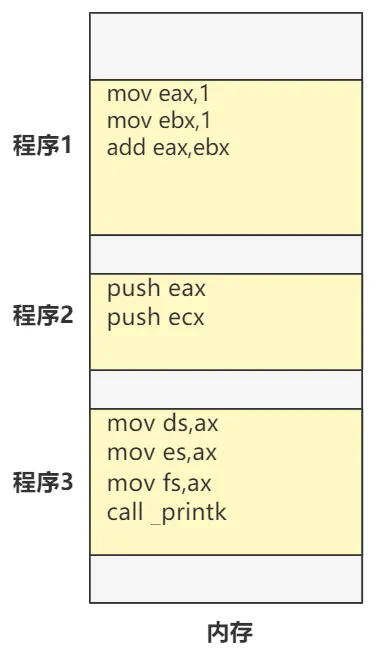 程序1
mov eax,1
mov ebx,1
add eax,ebx
程序2
push eax
push ecx
程序3
mov ds,ax
mov es,ax
mov fs,ax
call _printk
内存